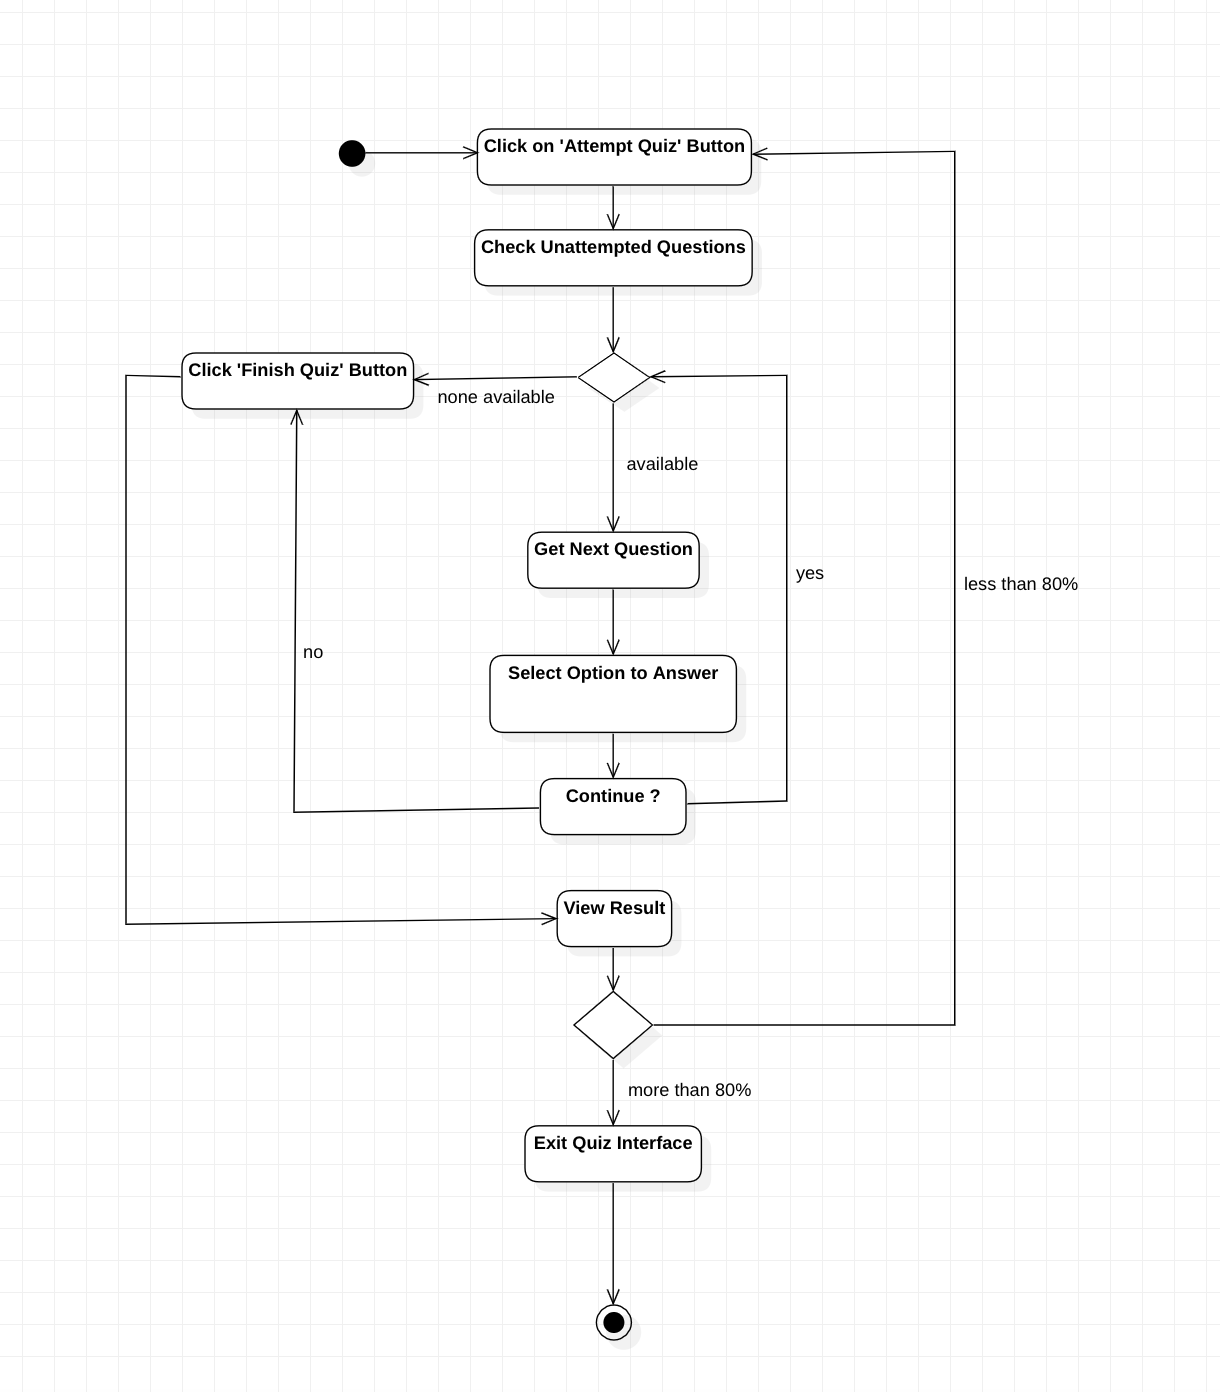 Click on 'Attempt Quiz' Button
Check Unattempted Questions
Click 'Finish Quiz' Button
none available
available
Get Next Question
yes
less than 80%
no
Select Option to Answer
Continue ?
View Result
more than 80%
Exit Quiz Interface